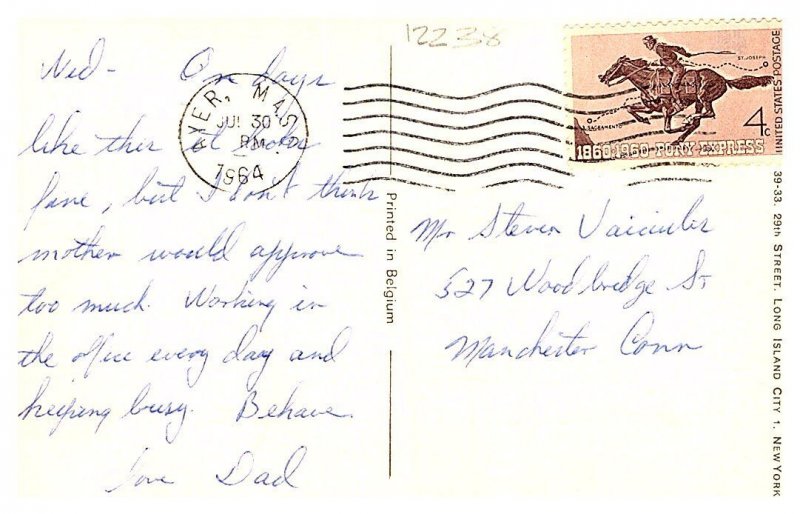 12238
Wed- On days
like this it looks
fine, but I don't think
mother would approve
too much. Working in
the office every day and
keeping busy. Behave
Love Dad
AYER, MASS.
JUL 30
PM
1964
Printed in Belgium
ST. JOSEPH
SACRAMENTO
4c
1860-1960 PONY EXPRESS
UNITED STATES POSTAGE
Mr Steven
527 Woodbridge St
Manchester Conn
39-33. 29th STREET. LONG ISLAND CITY 1. NEW YORK